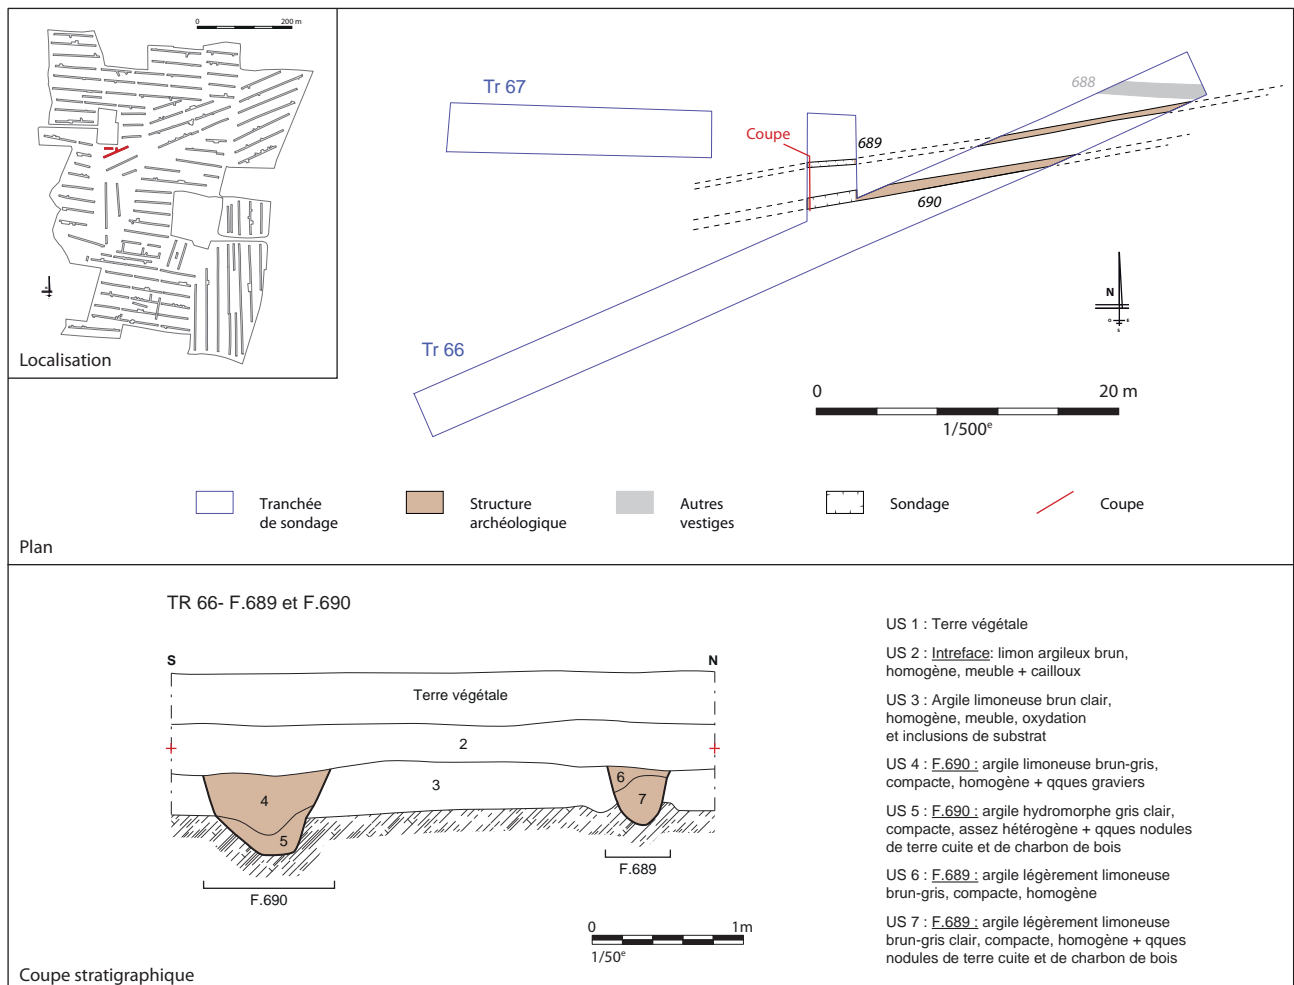 0
200 m
Localisation
Tr 67
688
Coupe
689
690
Tr 66
N
O
E
S
0
20 m
1/500e
Tranchée
de sondage
Structure
archéologique
Autres
vestiges
Sondage
Coupe
Plan
TR 66- F.689 et F.690
S
N
Terre végétale
2
3
4
5
6
7
F.690
F.689
0
1m
1/50e
US 1 : Terre végétale
US 2 : Intreface: limon argileux brun,
homogène, meuble + cailloux
US 3 : Argile limoneuse brun clair,
homogène, meuble, oxydation
et inclusions de substrat
US 4 : F.690 : argile limoneuse brun-gris,
compacte, homogène + qques graviers
US 5 : F.690 : argile hydromorphe gris clair,
compacte, assez hétérogène + qques nodules
de terre cuite et de charbon de bois
US 6 : F.689 : argile légèrement limoneuse
brun-gris, compacte, homogène
US 7 : F.689 : argile légèrement limoneuse
brun-gris clair, compacte, homogène + qques
nodules de terre cuite et de charbon de bois
Coupe stratigraphique